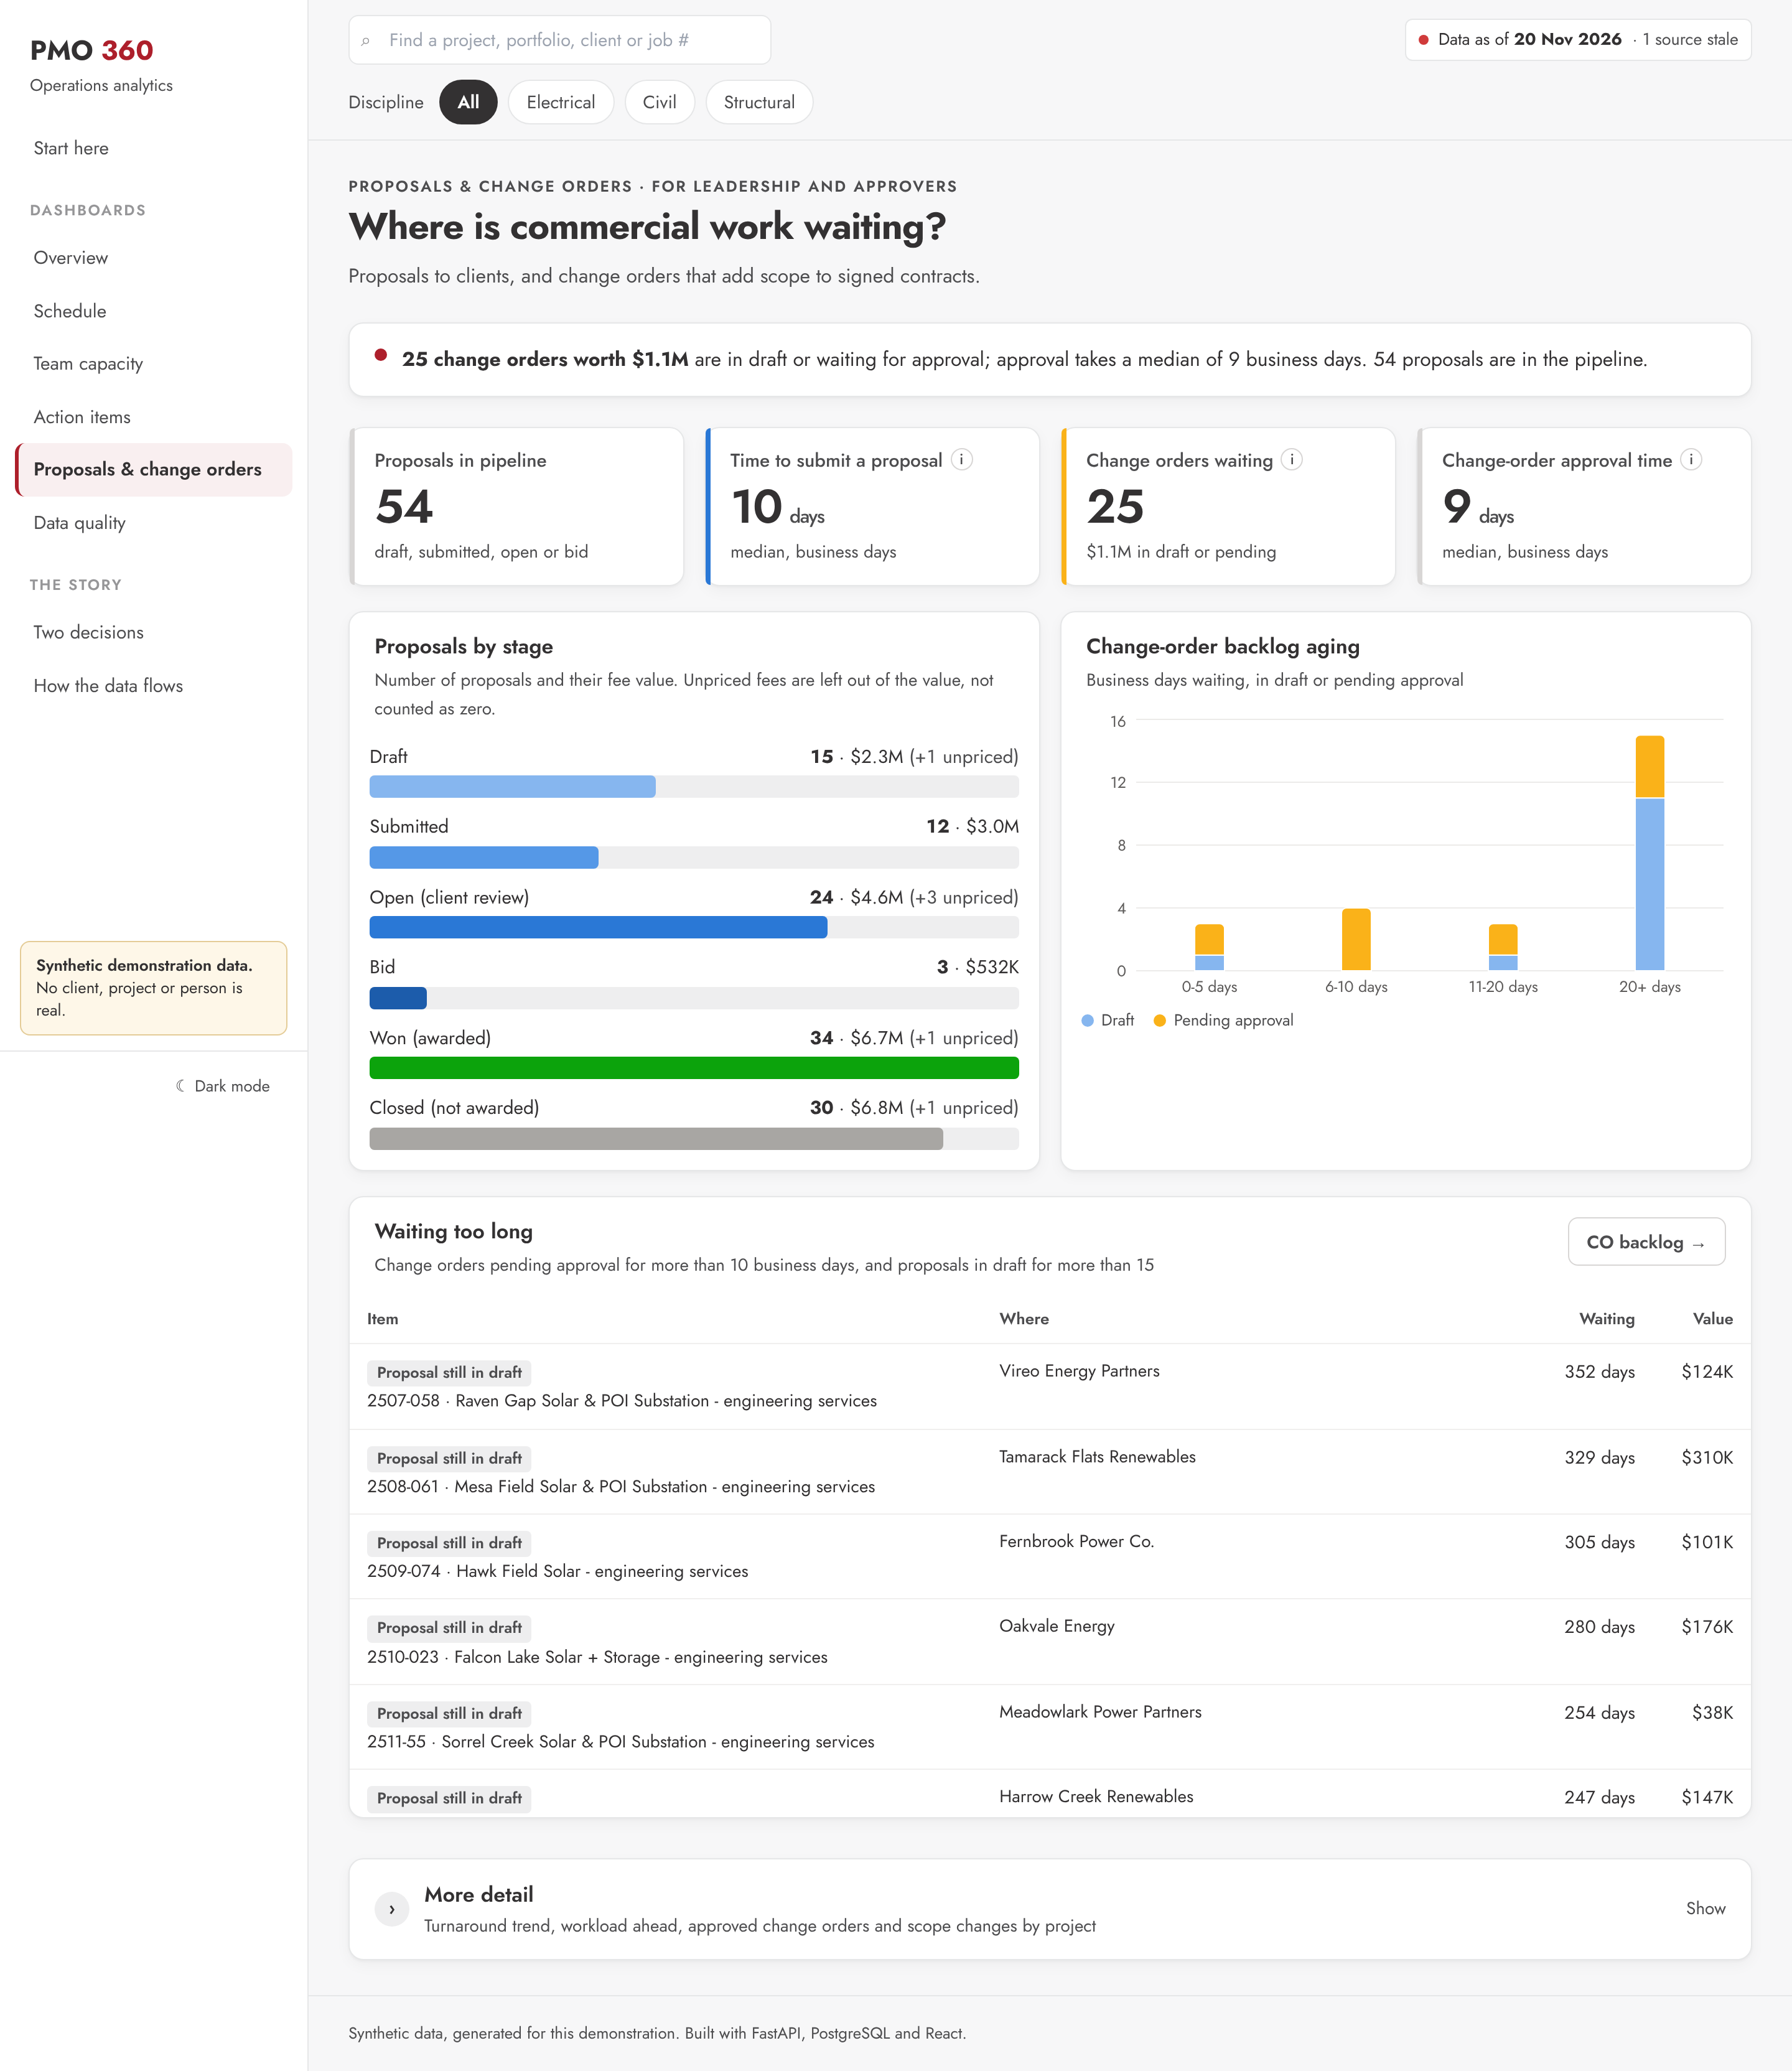 PMO 360
Operations analytics
Start here
DASHBOARDS
Overview
Schedule
Team capacity
Action items
Proposals & change orders
Data quality
THE STORY
Two decisions
How the data flows
Synthetic demonstration data.
No client, project or person is
real.
☾ Dark mode
Find a project, portfolio, client or job #
Data as of 20 Nov 2026 · 1 source stale
Discipline All Electrical Civil Structural
PROPOSALS & CHANGE ORDERS · FOR LEADERSHIP AND APPROVERS
Where is commercial work waiting?
Proposals to clients, and change orders that add scope to signed contracts.
25 change orders worth $1.1M are in draft or waiting for approval; approval takes a median of 9 business days. 54 proposals are in the pipeline.
Proposals in pipeline
54
draft, submitted, open or bid
Time to submit a proposal i
10 days
median, business days
Change orders waiting i
25
$1.1M in draft or pending
Change-order approval time i
9 days
median, business days
Proposals by stage
Number of proposals and their fee value. Unpriced fees are left out of the value, not
counted as zero.
Draft 15 · $2.3M (+1 unpriced)
Submitted 12 · $3.0M
Open (client review) 24 · $4.6M (+3 unpriced)
Bid 3 · $532K
Won (awarded) 34 · $6.7M (+1 unpriced)
Closed (not awarded) 30 · $6.8M (+1 unpriced)
Change-order backlog aging
Business days waiting, in draft or pending approval
16
12
8
4
0
0-5 days 6-10 days 11-20 days 20+ days
Draft Pending approval
Waiting too long
Change orders pending approval for more than 10 business days, and proposals in draft for more than 15
CO backlog →
Item Where Waiting Value
Proposal still in draft Vireo Energy Partners 352 days $124K
2507-058 · Raven Gap Solar & POI Substation - engineering services
Proposal still in draft Tamarack Flats Renewables 329 days $310K
2508-061 · Mesa Field Solar & POI Substation - engineering services
Proposal still in draft Fernbrook Power Co. 305 days $101K
2509-074 · Hawk Field Solar - engineering services
Proposal still in draft Oakvale Energy 280 days $176K
2510-023 · Falcon Lake Solar + Storage - engineering services
Proposal still in draft Meadowlark Power Partners 254 days $38K
2511-55 · Sorrel Creek Solar & POI Substation - engineering services
Proposal still in draft Harrow Creek Renewables 247 days $147K
› More detail
Turnaround trend, workload ahead, approved change orders and scope changes by project
Show
Synthetic data, generated for this demonstration. Built with FastAPI, PostgreSQL and React.